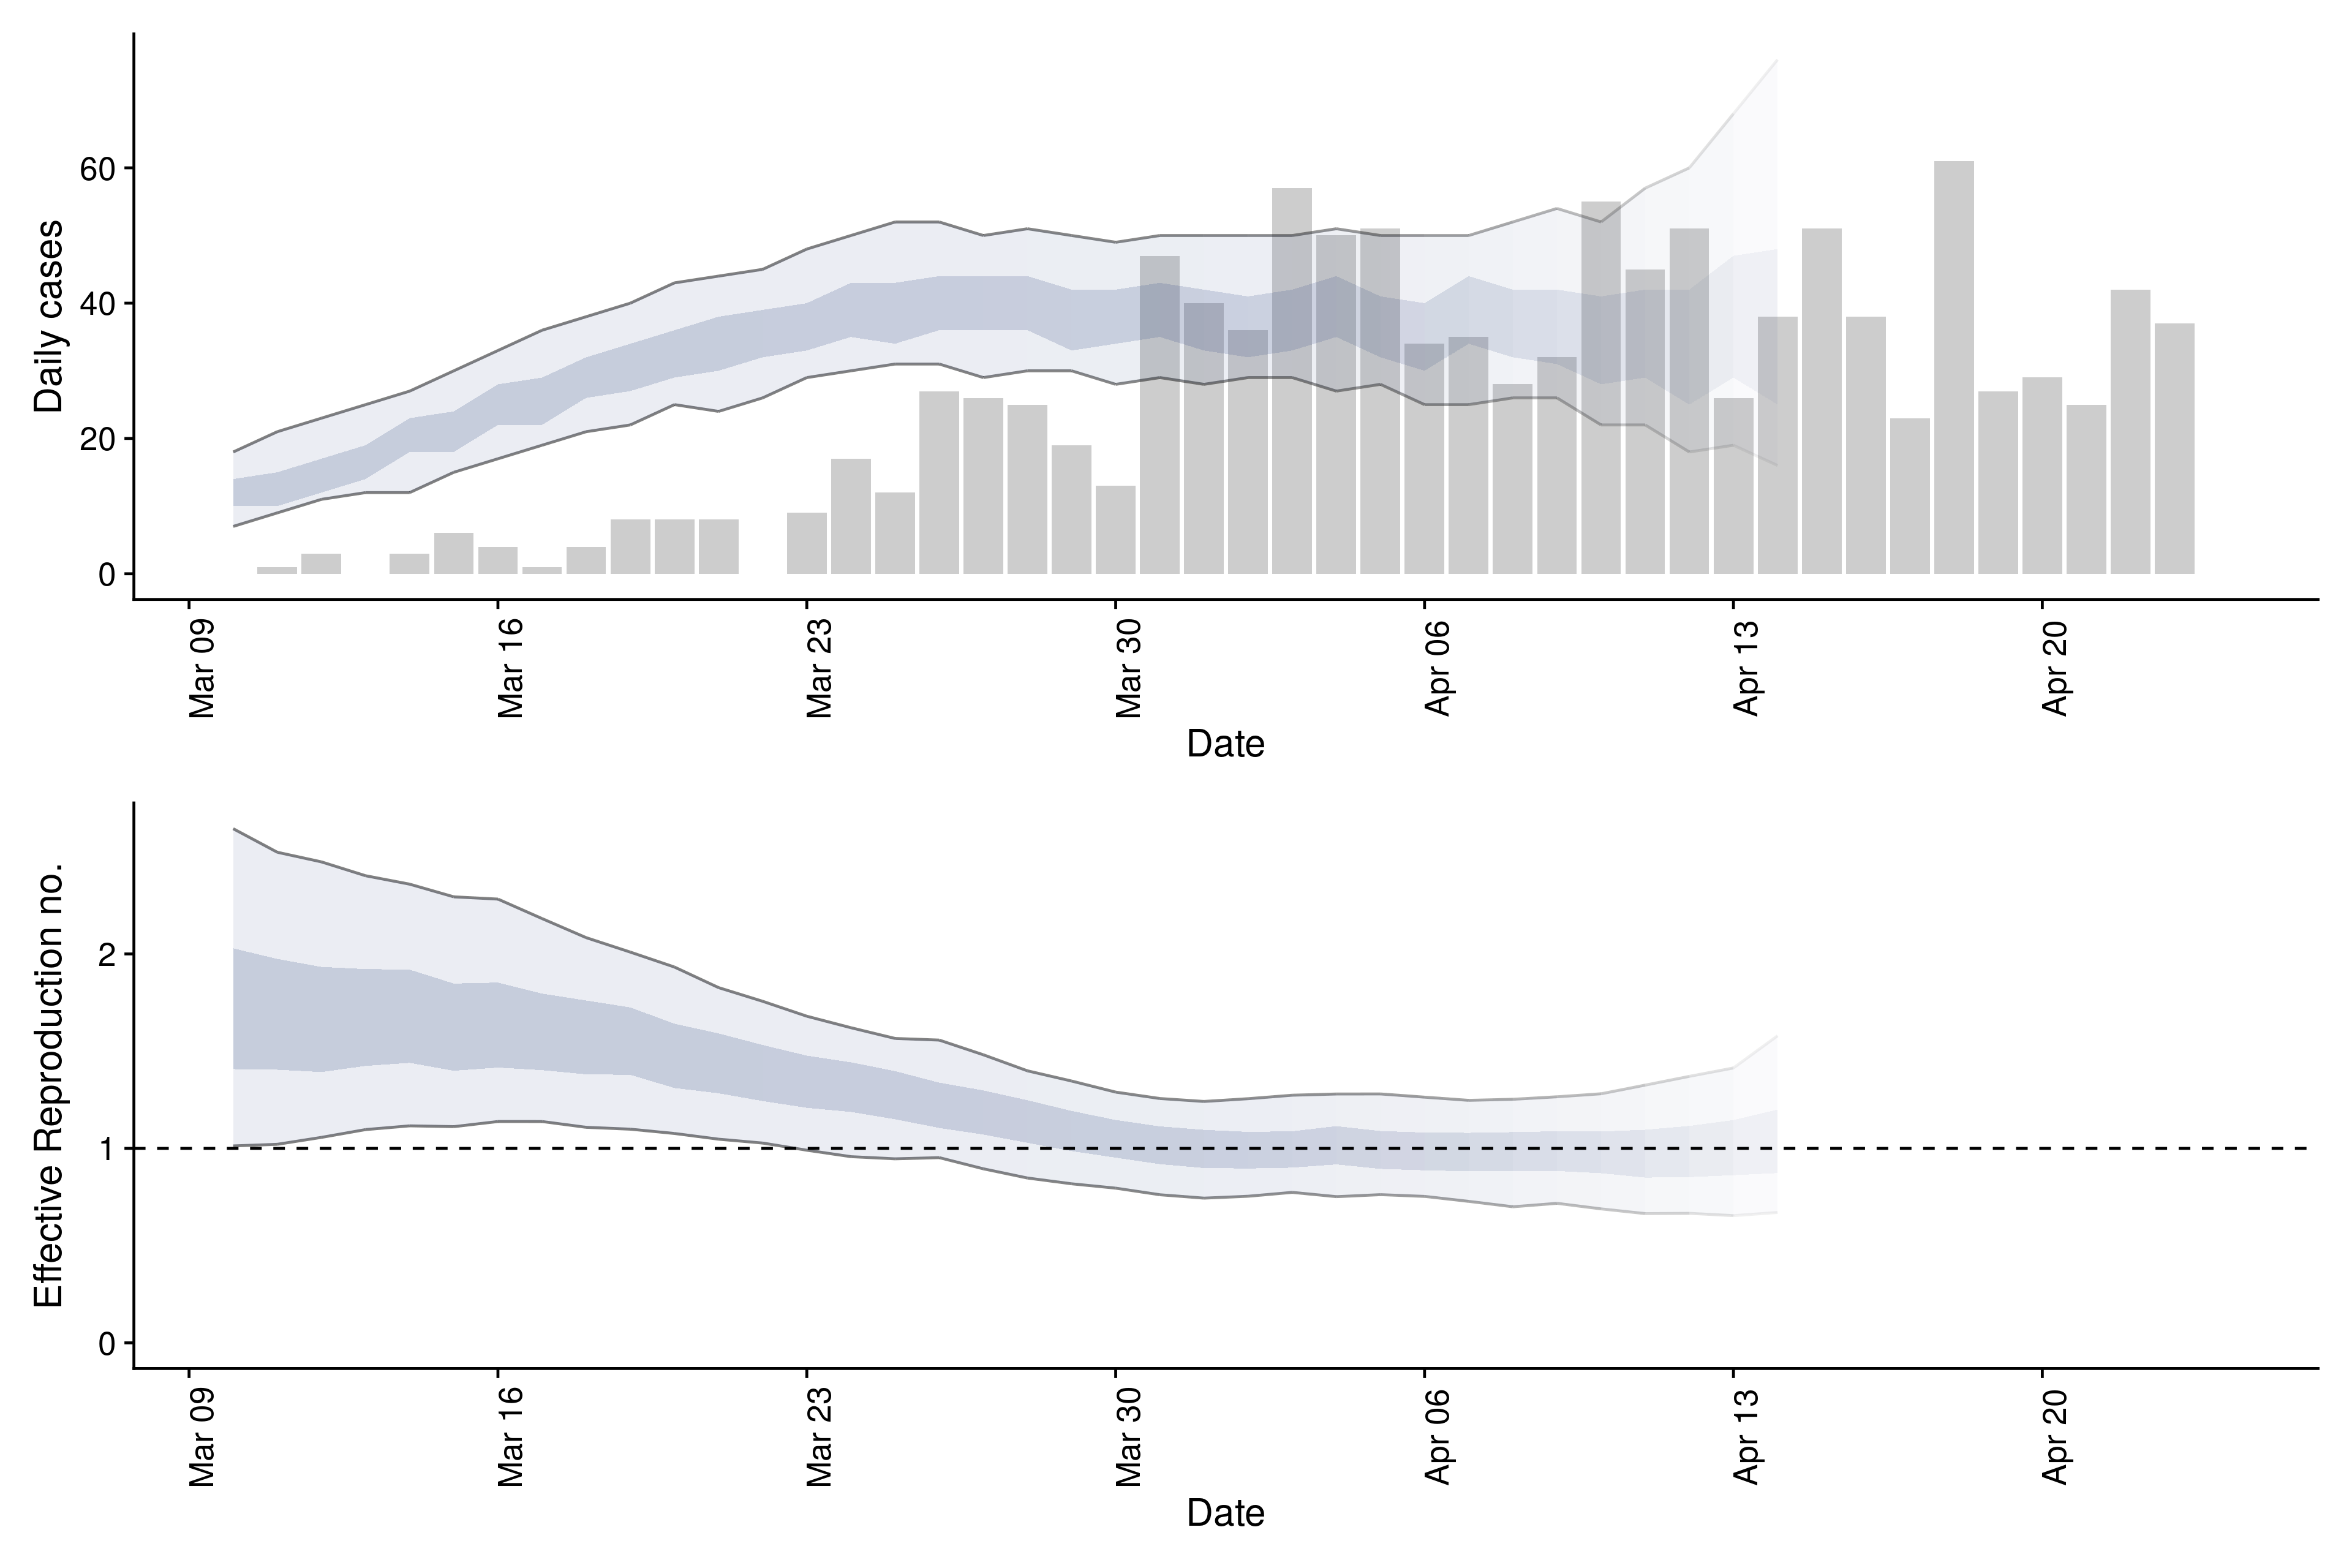 Daily cases
60
40
20
0
Mar 09
Mar 16
Mar 23
Mar 30
Apr 06
Apr 13
Apr 20
Date
Effective Reproduction no.
2
1
0
Mar 09
Mar 16
Mar 23
Mar 30
Apr 06
Apr 13
Apr 20
Date